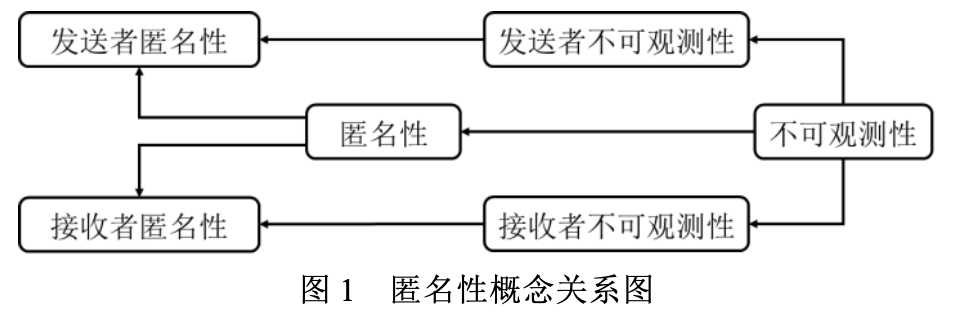 发送者匿名性
发送者不可观测性
匿名性
不可观测性
接收者匿名性
接收者不可观测性
图 1 匿名性概念关系图